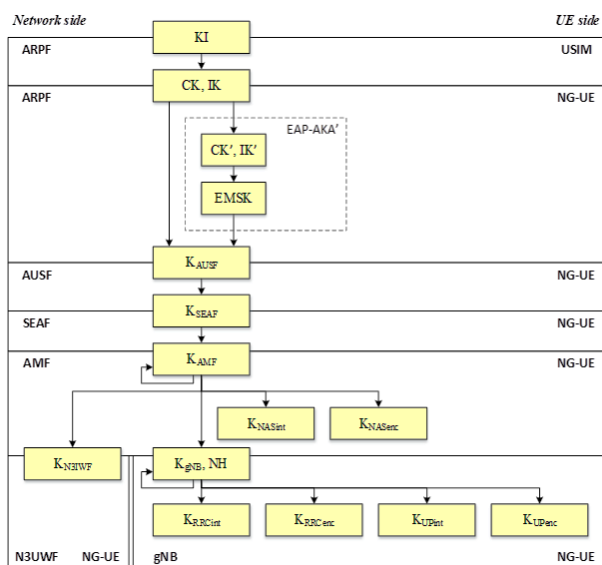 Network side UE side
KI
ARPF USIM
CK, IK
ARPF NG-UE
EAP-AKA′
CK′, IK′
EMSK
KAUSF
AUSF NG-UE
KSEAF
SEAF NG-UE
KAMF
AMF NG-UE
KNASint KNASenc
KN3IWF KgNB, NH
KRRCint KRRCenc KUPint KUPenc
N3UWF NG-UE gNB NG-UE